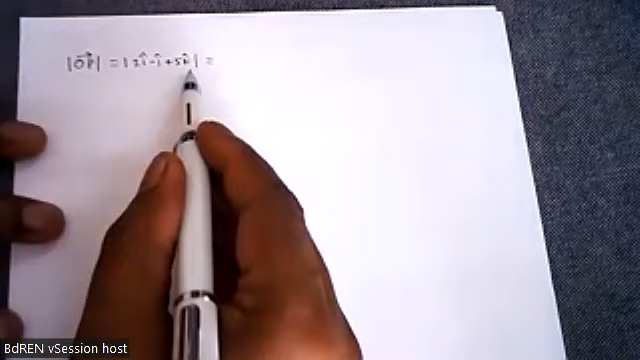 |OP⃗| = |2î-ĵ+5k̂| =
BdREN vSession host